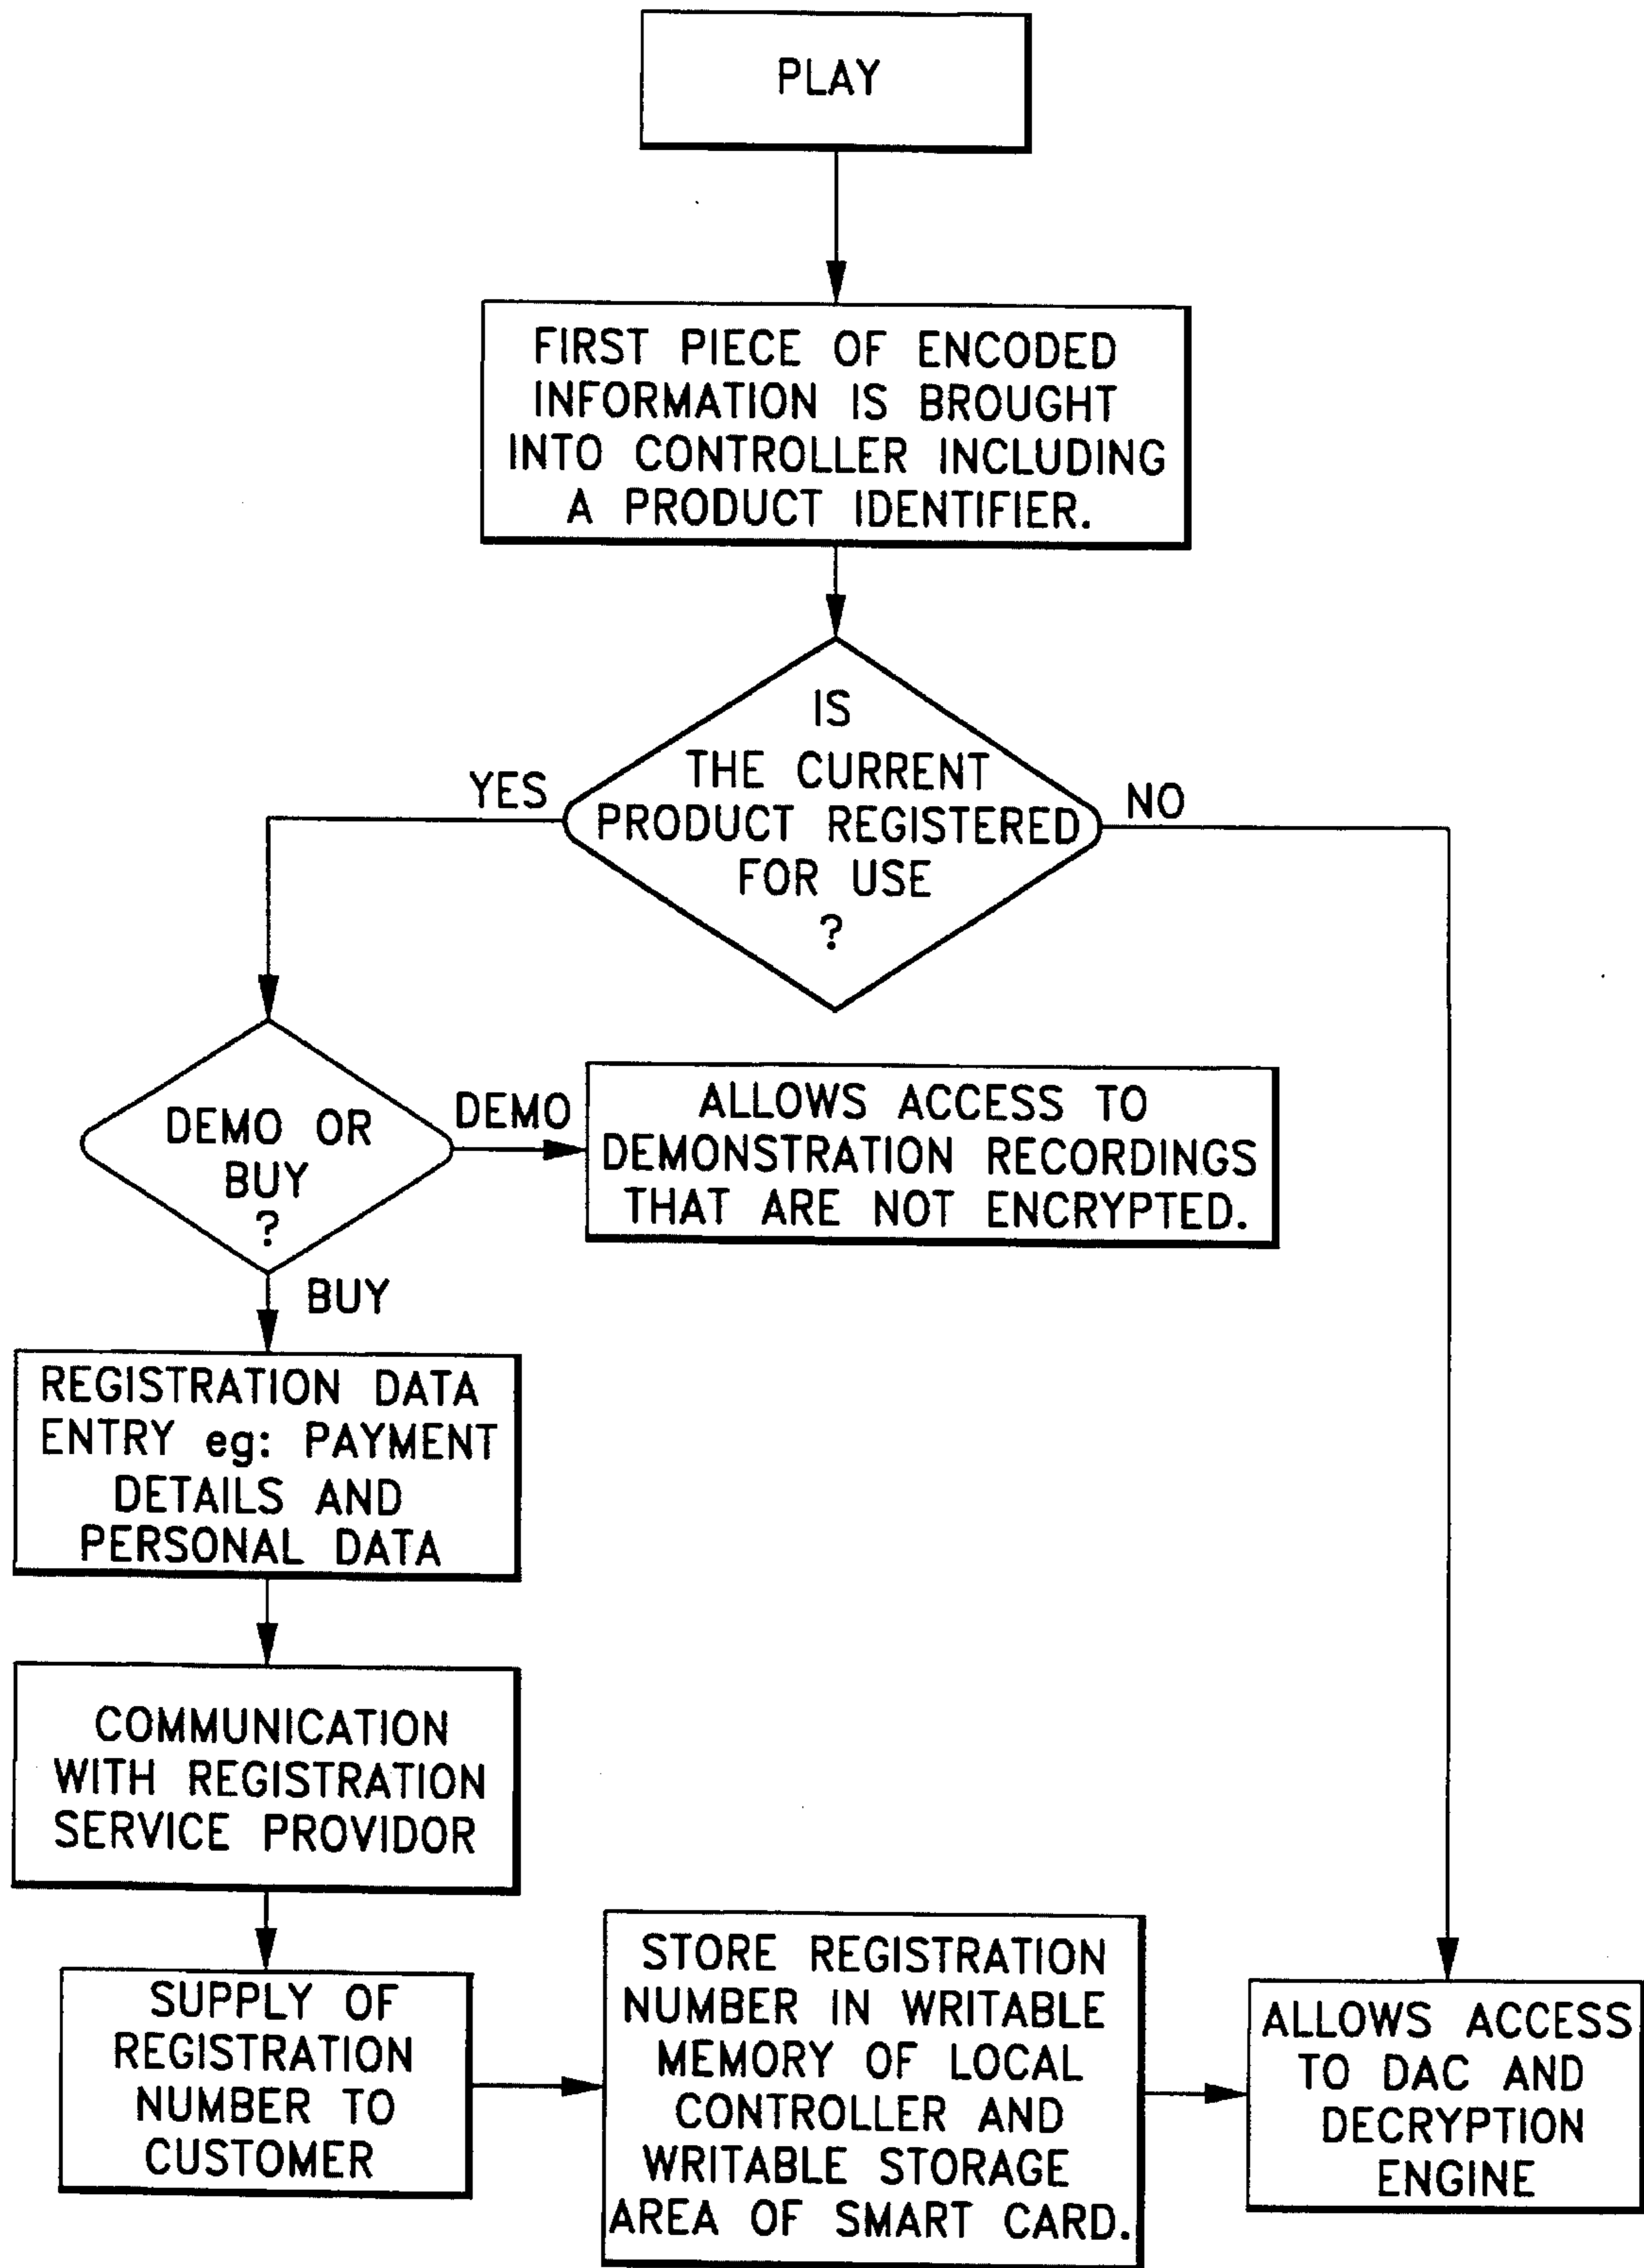 PLAY
FIRST PIECE OF ENCODED
INFORMATION IS BROUGHT
INTO CONTROLLER INCLUDING
A PRODUCT IDENTIFIER.
IS
THE CURRENT
PRODUCT REGISTERED
FOR USE
?
YES
NO
DEMO OR
BUY
?
DEMO
ALLOWS ACCESS TO
DEMONSTRATION RECORDINGS
THAT ARE NOT ENCRYPTED.
BUY
REGISTRATION DATA
ENTRY eg: PAYMENT
DETAILS AND
PERSONAL DATA
COMMUNICATION
WITH REGISTRATION
SERVICE PROVIDOR
SUPPLY OF
REGISTRATION
NUMBER TO
CUSTOMER
STORE REGISTRATION
NUMBER IN WRITABLE
MEMORY OF LOCAL
CONTROLLER AND
WRITABLE STORAGE
AREA OF SMART CARD.
ALLOWS ACCESS
TO DAC AND
DECRYPTION
ENGINE